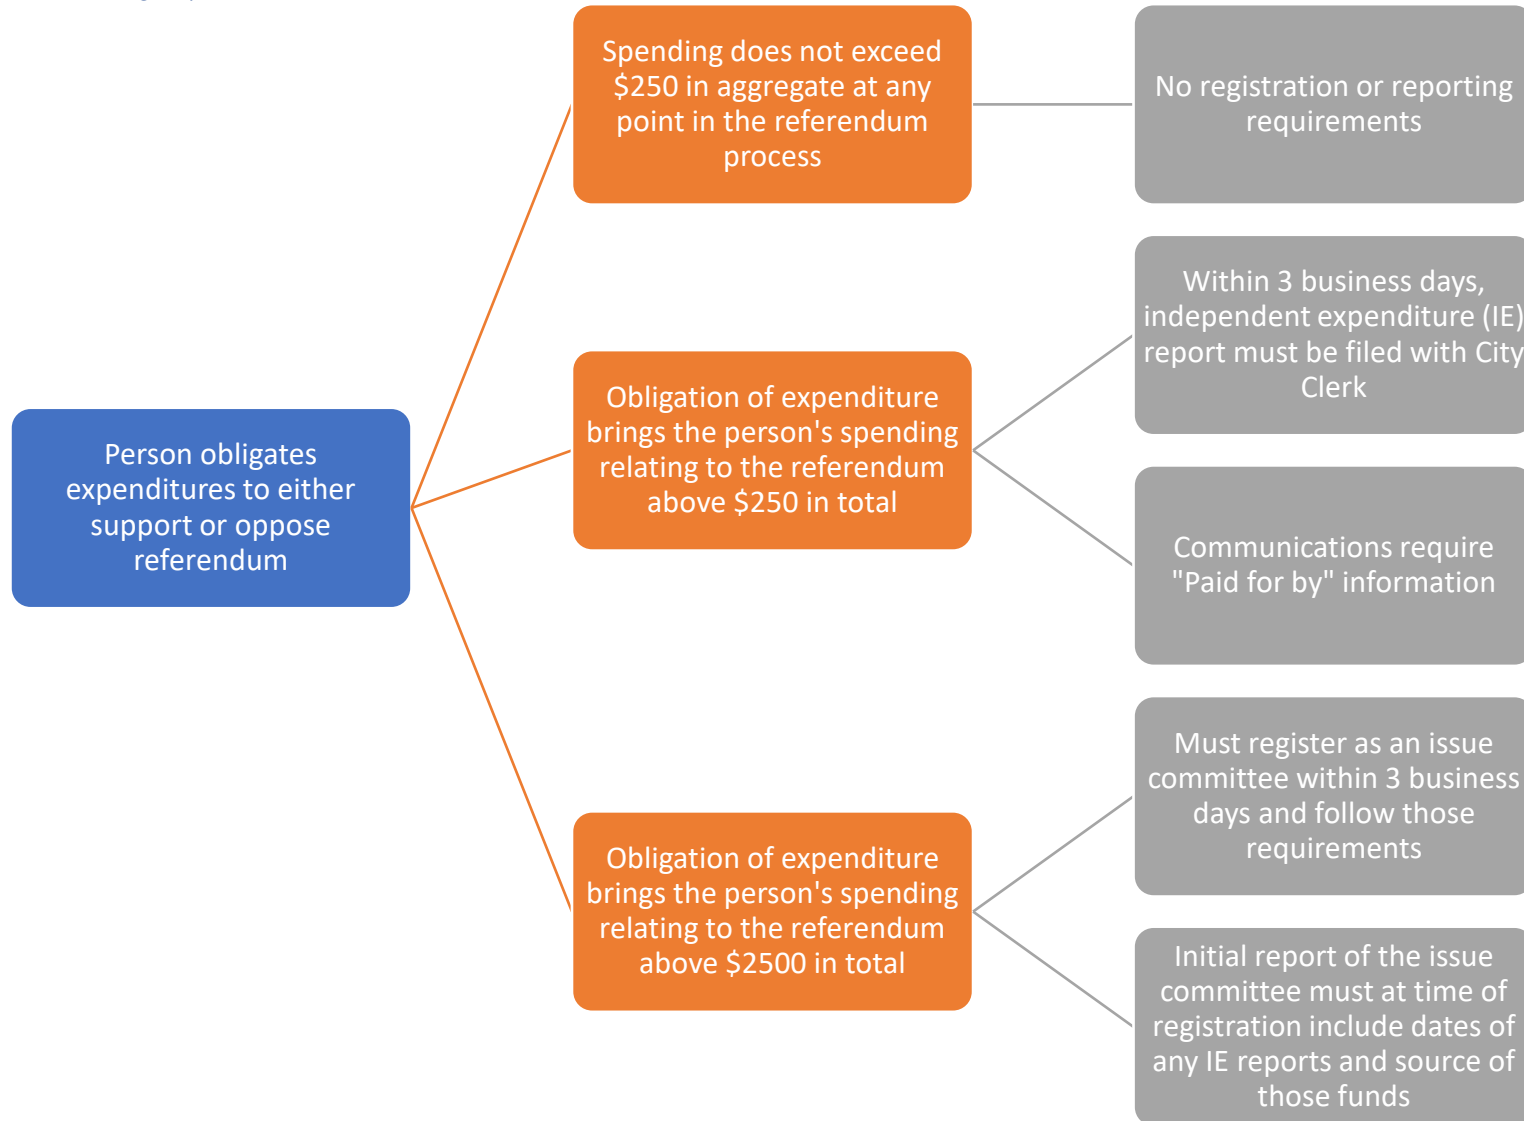 Spending does not exceed
$250 in aggregate at any
point in the referendum
process
No registration or reporting
requirements
Within 3 business days,
independent expenditure (IE)
report must be filed with City
Clerk
Obligation of expenditure
brings the person's spending
relating to the referendum
above $250 in total
Person obligates
expenditures to either
support or oppose
referendum
Communications require
"Paid for by" information
Must register as an issue
committee within 3 business
days and follow those
requirements
Obligation of expenditure
brings the person's spending
relating to the referendum
above $2500 in total
Initial report of the issue
committee must at time of
registration include dates of
any IE reports and source of
those funds